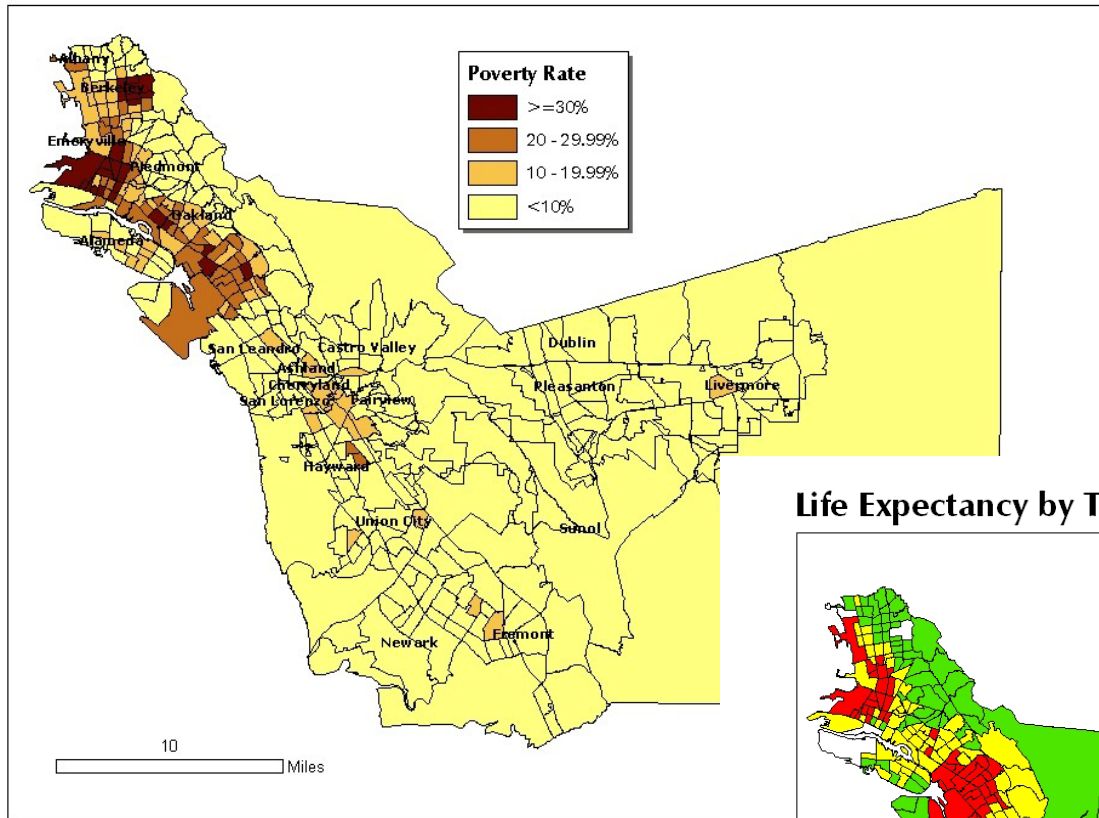 Poverty Rate
>=30%
20 - 29.99%
10 - 19.99%
<10%
Albany
Berkeley
Emeryville
Piedmont
Oakland
Alameda
San Leandro
Castro Valley
Dublin
Ashland
Cherryland
Pleasanton
Livermore
San Lorenzo
Fairview
Hayward
Union City
Sunol
Newark
Fremont
10
Miles
Life Expectancy by T